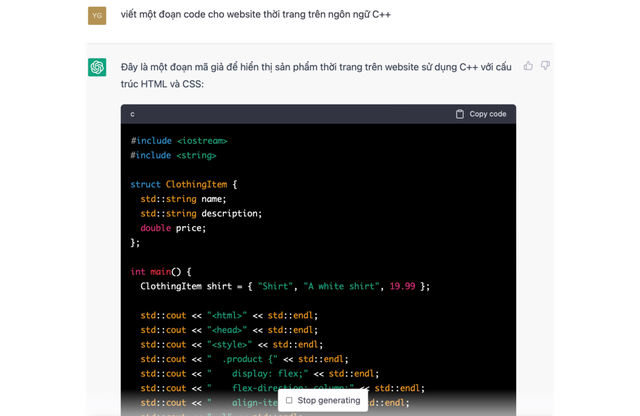 YG
viết một đoạn code cho website thời trang trên ngôn ngữ C++
Đây là một đoạn mã giả để hiển thị sản phẩm thời trang trên website sử dụng C++ với cấu
trúc HTML và CSS:
c Copy code
#include <iostream>
#include <string>
struct ClothingItem {
std::string name;
std::string description;
double price;
};
int main() {
ClothingItem shirt = { "Shirt", "A white shirt", 19.99 };
std::cout << "<html>" << std::endl;
std::cout << "<head>" << std::endl;
std::cout << "<style>" << std::endl;
std::cout << " .product {" << std::endl;
std::cout << " display: flex;" << std::endl;
std::cout << " flex-direction: column;" << std::endl;
std::cout << " align-ite std::endl;
Stop generating